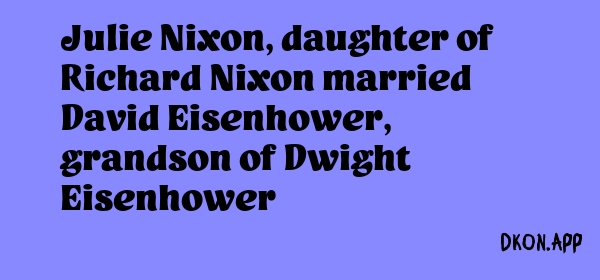 Julie Nixon, daughter of
Richard Nixon married
David Eisenhower,
grandson of Dwight
Eisenhower
DKON.APP